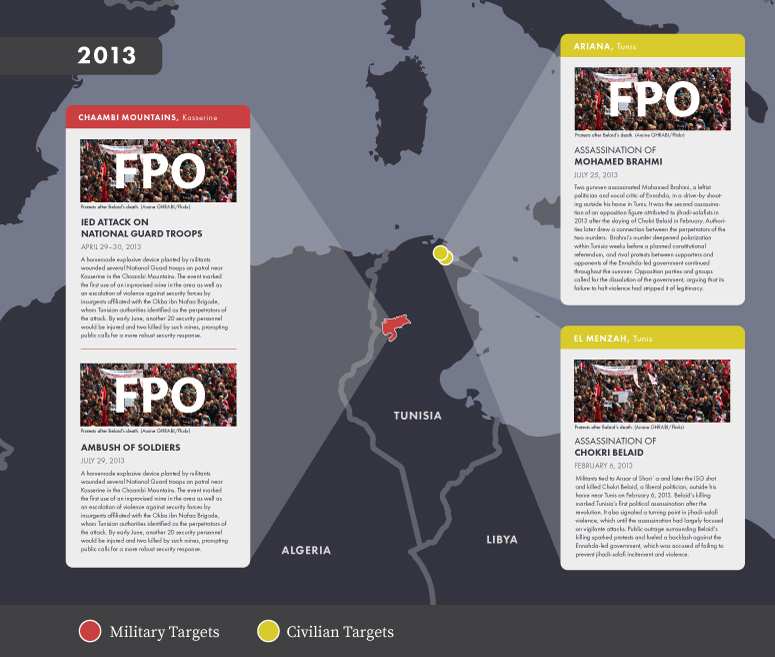 2013
CHAAMBI MOUNTAINS, Kasserine
FPO
Protests after Belaid's death. (Amine GHRABI/Flickr)
IED ATTACK ON
NATIONAL GUARD TROOPS
APRIL 29–30, 2013
A homemade explosive device planted by militants
wounded several National Guard troops on patrol near
Kasserine in the Chaambi Mountains. The event marked
the first use of an improvised mine in the area as well as
an escalation of violence against security forces by
insurgents affiliated with the Okba ibn Nafaa Brigade,
whom Tunisian authorities identified as the perpetrators of
the attack. By early June, another 20 security personnel
would be injured and two killed by such mines, prompting
public calls for a more robust security response.
FPO
Protests after Belaid's death. (Amine GHRABI/Flickr)
AMBUSH OF SOLDIERS
JULY 29, 2013
A homemade explosive device planted by militants
wounded several National Guard troops on patrol near
Kasserine in the Chaambi Mountains. The event marked
the first use of an improvised mine in the area as well as
an escalation of violence against security forces by
insurgents affiliated with the Okba ibn Nafaa Brigade,
whom Tunisian authorities identified as the perpetrators of
the attack. By early June, another 20 security personnel
would be injured and two killed by such mines, prompting
public calls for a more robust security response.
ARIANA, Tunis
FPO
Protests after Belaid's death. (Amine GHRABI/Flickr)
ASSASSINATION OF
MOHAMED BRAHMI
JULY 25, 2013
Two gunmen assassinated Mohamed Brahimi, a leftist
politician and vocal critic of Ennahda, in a drive-by shoot-
ing outside his home in Tunis. It was the second assassina-
tion of an opposition figure attributed to jihadi-salafists in
2013 after the slaying of Chokri Belaid in February. Authori-
ties later drew a connection between the perpetrators of the
two murders. Brahmi's murder deepened polarization
within Tunisia weeks before a planned constitutional
referendum, and rival protests between supporters and
opponents of the Ennahda-led government continued
throughout the summer. Opposition parties and groups
called for the dissolution of the government, arguing that its
failure to halt violence had stripped it of legitimacy.
EL MENZAH, Tunis
Protests after Belaid's death. (Amine GHRABI/Flickr)
ASSASSINATION OF
CHOKRI BELAID
FEBRUARY 6, 2013
Militants tied to Ansar al Shari'a and later the ISG shot
and killed Chokri Belaid, a liberal politician, outside his
home near Tunis on February 6, 2013. Belaid's killing
marked Tunisia's first political assassination after the
revolution. It also signaled a turning point in jihadi-salafi
violence, which until the assassination had largely focused
on vigilante attacks. Public outrage surrounding Belaid's
killing sparked protests and fueled a backlash against the
Ennahda-led government, which was accused of failing to
prevent jihadi-salafi incitement and violence.
TUNISIA
ALGERIA
LIBYA
Military Targets
Civilian Targets